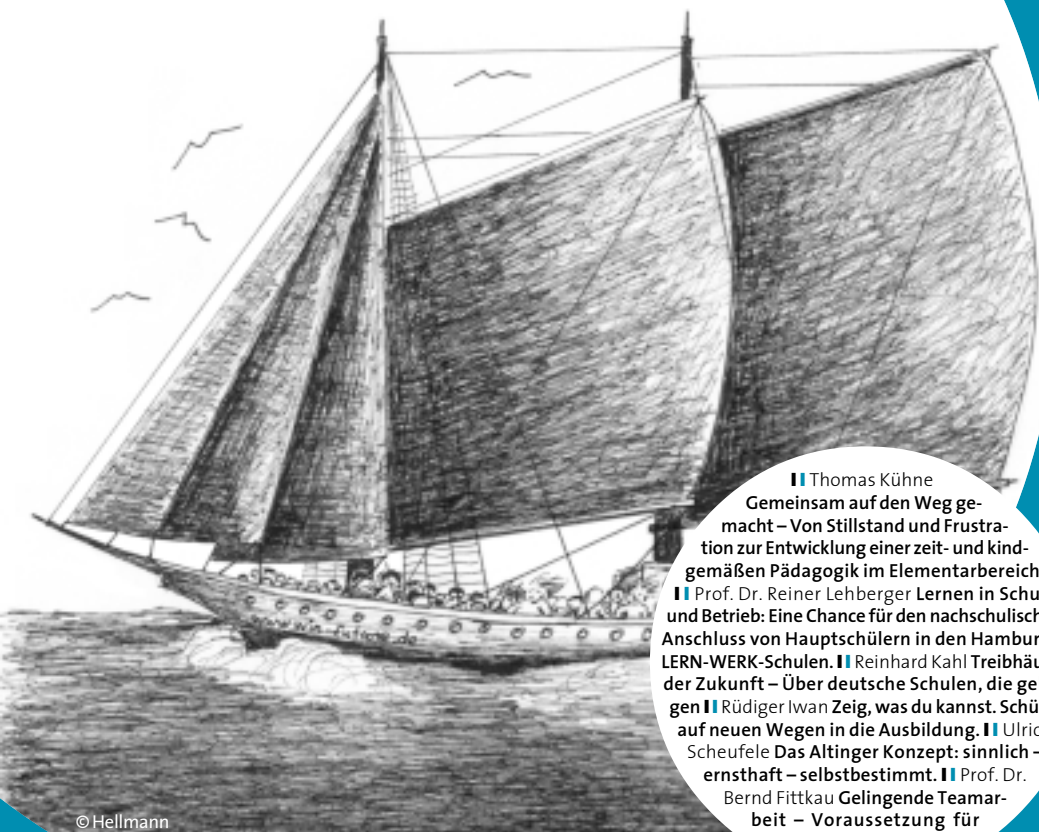 Thomas Kühne
Gemeinsam auf den Weg ge-
macht – Von Stillstand und Frustra-
tion zur Entwicklung einer zeit- und kind-
gemäßen Pädagogik im Elementarbereich
Prof. Dr. Reiner Lehberger Lernen in Schu
und Betrieb: Eine Chance für den nachschulisch
Anschluss von Hauptschülern in den Hambur
LERN-WERK-Schulen. Reinhard Kahl Treibhäu
der Zukunft – Über deutsche Schulen, die ge
gen Rüdiger Iwan Zeig, was du kannst. Schü
auf neuen Wegen in die Ausbildung. Ulric
Scheufele Das Altinger Konzept: sinnlich –
ernsthaft – selbstbestimmt. Prof. Dr.
Bernd Fittkau Gelingende Teamar-
beit – Voraussetzung für
© Hellmann